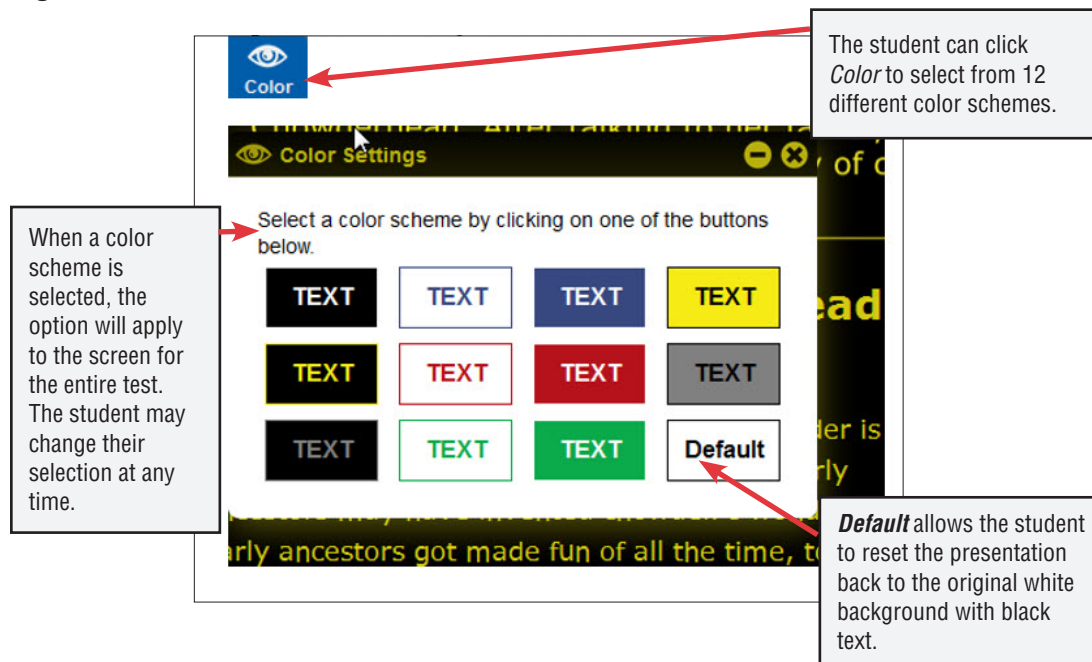 The student can click
Color to select from 12
different color schemes.
Color
Color Settings
y of
Select a color scheme by clicking on one of the buttons
below.
When a color
scheme is
selected, the
option will apply
to the screen for
the entire test.
The student may
change their
selection at any
time.
TEXT TEXT TEXT TEXT
TEXT TEXT TEXT TEXT
TEXT TEXT TEXT Default
ead
der is
rly
arly ancestors got made fun of all the time, t
Default allows the student
to reset the presentation
back to the original white
background with black
text.